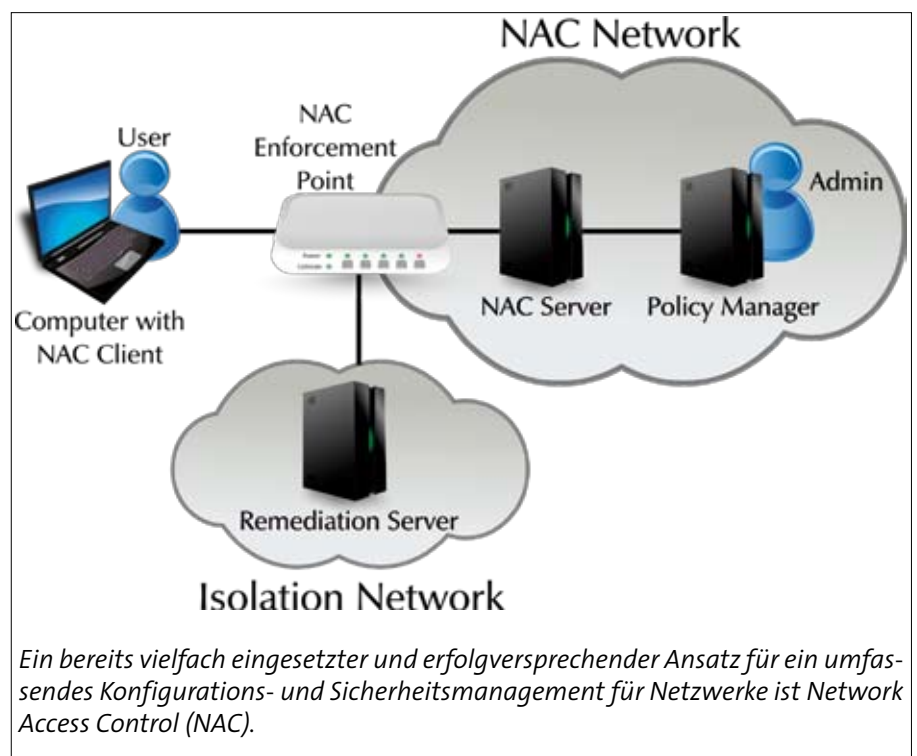 NAC Network
NAC
Enforcement
Point
User
Admin
Computer with
NAC Client
NAC Server
Policy Manager
Remediation Server
Isolation Network
Ein bereits vielfach eingesetzter und erfolgversprechender Ansatz für ein umfas-
sendes Konfigurations- und Sicherheitsmanagement für Netzwerke ist Network
Access Control (NAC).